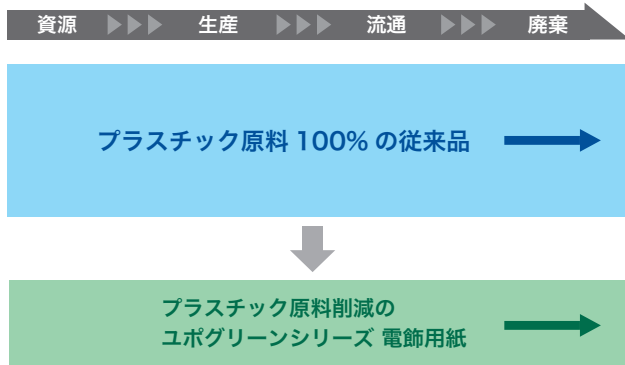 資源 生産 流通 廃棄
プラスチック原料 100% の従来品
プラスチック原料削減の
ユポグリーンシリーズ 電飾用紙